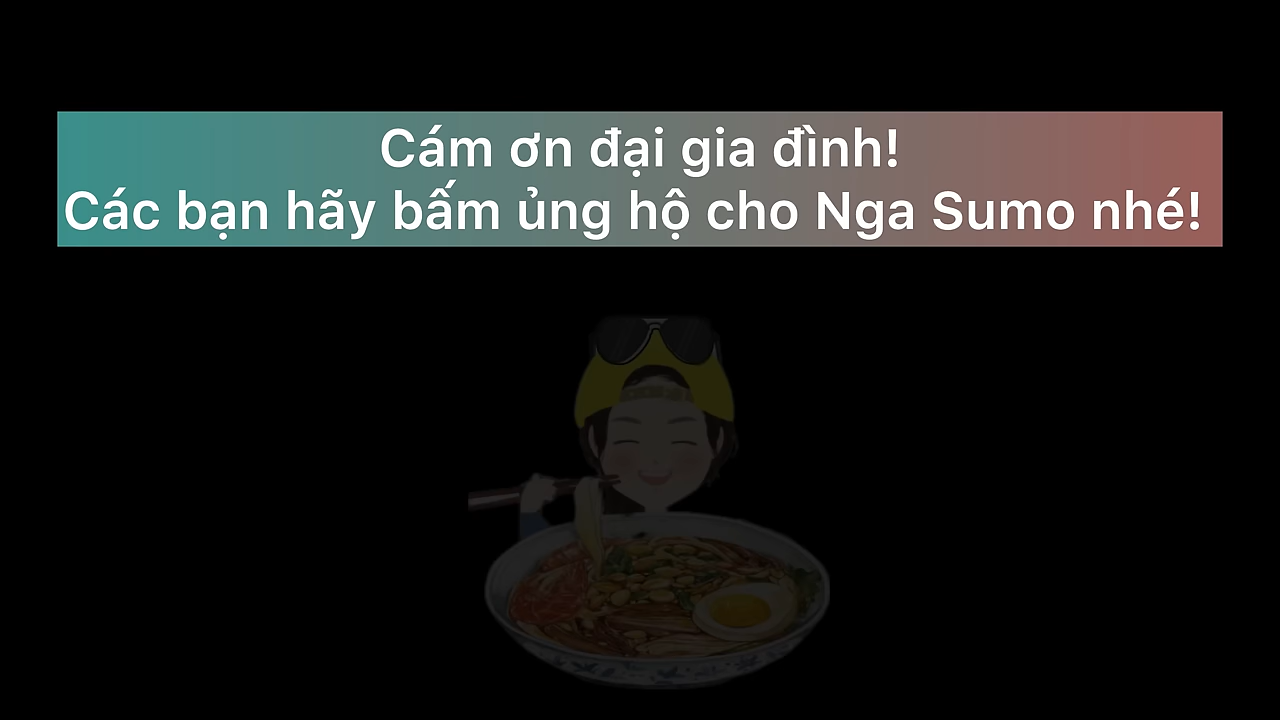 Cám ơn đại gia đình!
Các bạn hãy bấm ủng hộ cho Nga Sumo nhé!